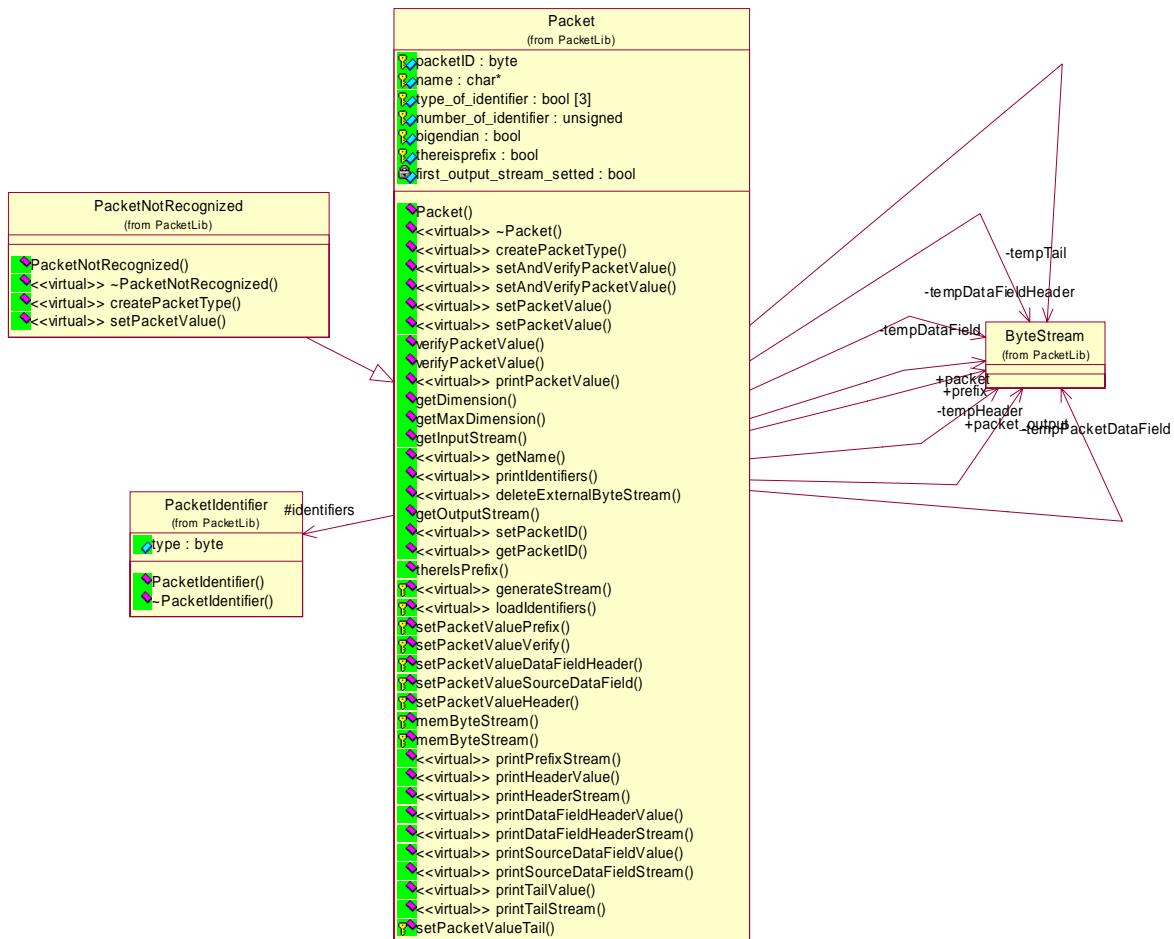 Packet
(from PacketLib)
packetID : byte
name : char*
type_of_identifier : bool [3]
number_of_identifier : unsigned
bigendian : bool
thereisprefix : bool
first_output_stream_setted : bool
Packet()
<<virtual>> ~Packet()
<<virtual>> createPacketType()
<<virtual>> setAndVerifyPacketValue()
<<virtual>> setAndVerifyPacketValue()
<<virtual>> setPacketValue()
<<virtual>> setPacketValue()
verifyPacketValue()
verifyPacketValue()
<<virtual>> printPacketValue()
getDimension()
getMaxDimension()
getInputStream()
<<virtual>> getName()
<<virtual>> printIdentifiers()
<<virtual>> deleteExternalByteStream()
getOutputStream()
<<virtual>> setPacketID()
<<virtual>> getPacketID()
thereIsPrefix()
<<virtual>> generateStream()
<<virtual>> loadIdentifiers()
setPacketValuePrefix()
setPacketValueVerify()
setPacketValueDataFieldHeader()
setPacketValueSourceDataField()
setPacketValueHeader()
memByteStream()
memByteStream()
<<virtual>> printPrefixStream()
<<virtual>> printHeaderValue()
<<virtual>> printHeaderStream()
<<virtual>> printDataFieldHeaderValue()
<<virtual>> printDataFieldHeaderStream()
<<virtual>> printSourceDataFieldValue()
<<virtual>> printSourceDataFieldStream()
<<virtual>> printTailValue()
<<virtual>> printTailStream()
setPacketValueTail()
PacketNotRecognized
(from PacketLib)
PacketNotRecognized()
<<virtual>> ~PacketNotRecognized()
<<virtual>> createPacketType()
<<virtual>> setPacketValue()
PacketIdentifier
(from PacketLib)
type : byte
PacketIdentifier()
~PacketIdentifier()
#identifiers
-tempTail
-tempDataFieldHeader
-tempDataField
ByteStream
(from PacketLib)
+packet
+prefix
-tempHeader
+packet_output
-tempPacketDataField